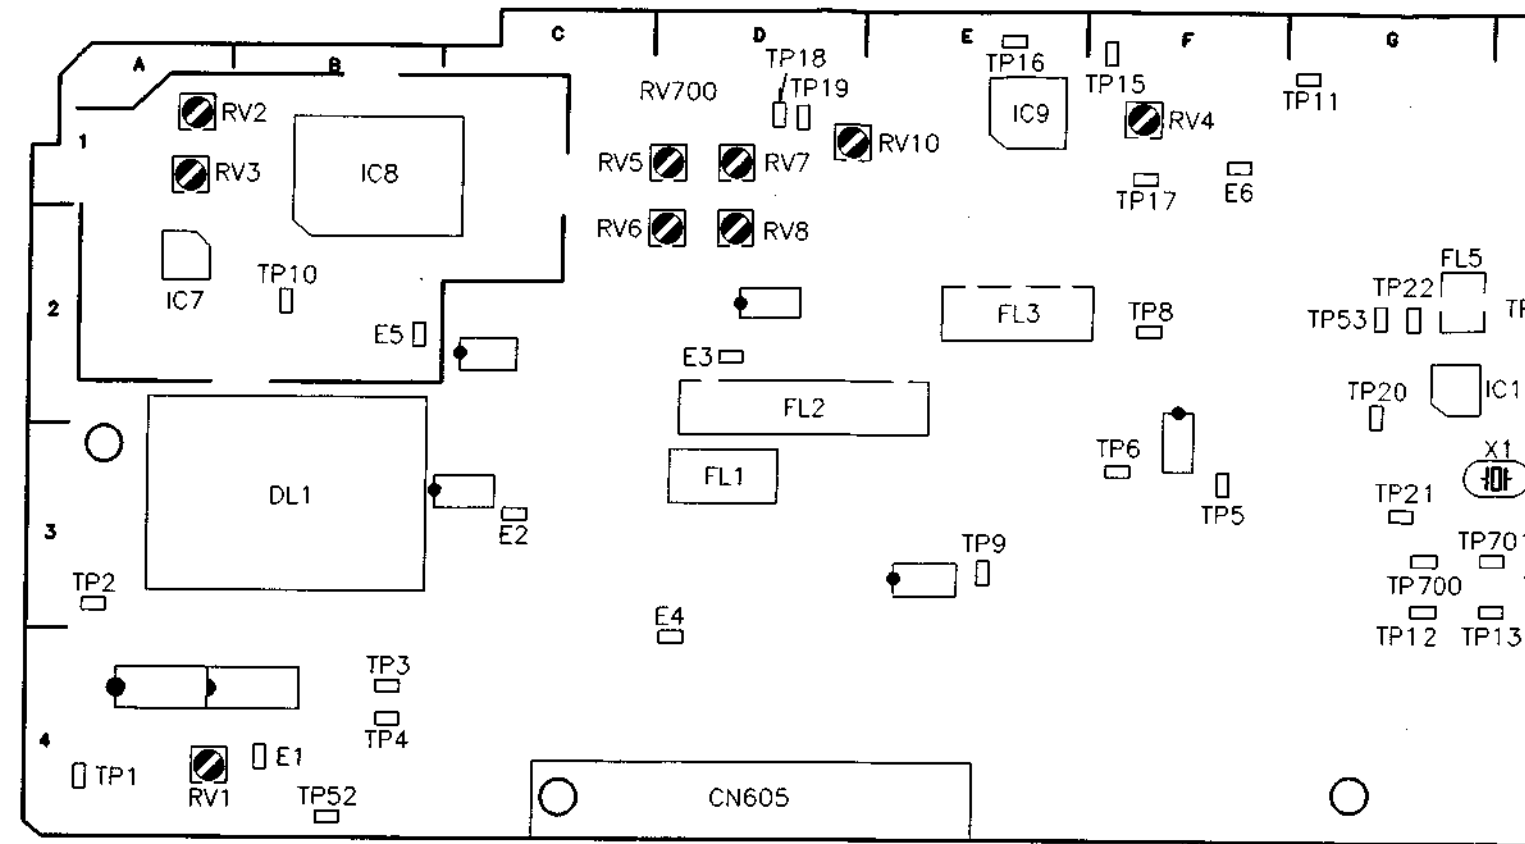 C
D
E
F
G
A
B
TP18
TP16
TP15
TP19
RV700
TP11
RV2
IC9
RV4
1
RV10
RV3
IC8
RV5
RV7
TP17
E6
RV6
RV8
FL5
TP10
IC7
TP22
2
FL3
TP8
TP53
E5
E3
TP20
IC1
FL2
TP6
X1
FL1
DL1
TP21
TP5
3
E2
TP9
TP701
TP2
TP700
E4
TP12
TP13
TP3
4
TP4
E1
TP1
RV1
TP52
CN605